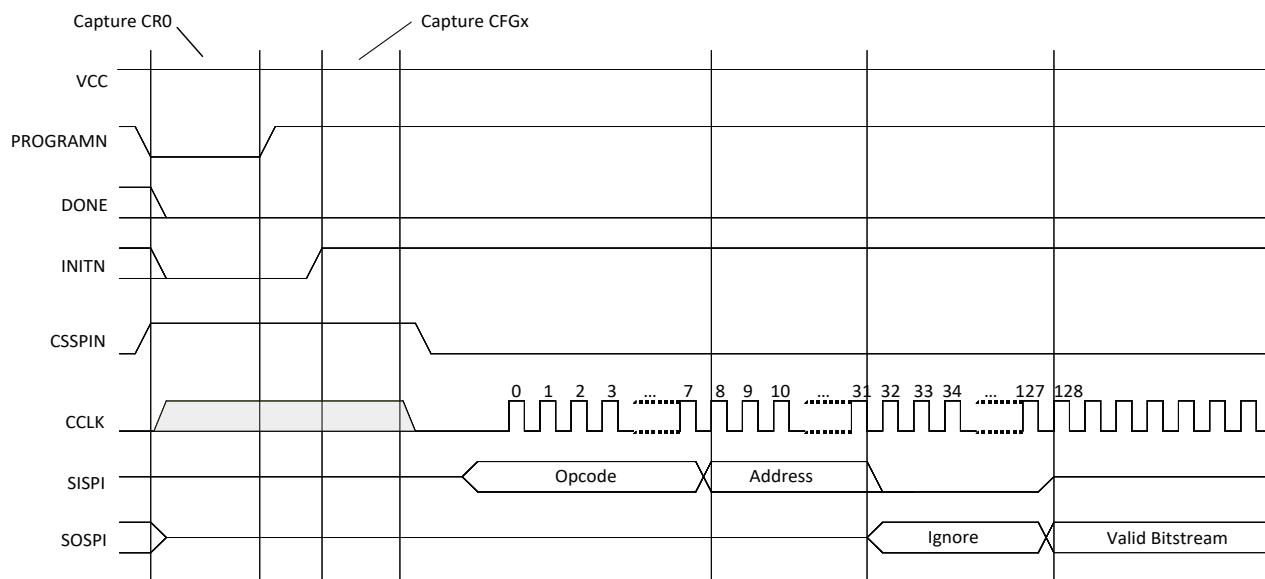 Capture CR0 Capture CFGx
VCC
PROGRAMN
DONE
INITN
CSSPIN
0 1 2 3 ... 7 8 9 10 ... 31 32 33 34 ... 127 128
CCLK
SISPI Opcode Address
SOSPI Ignore Valid Bitstream